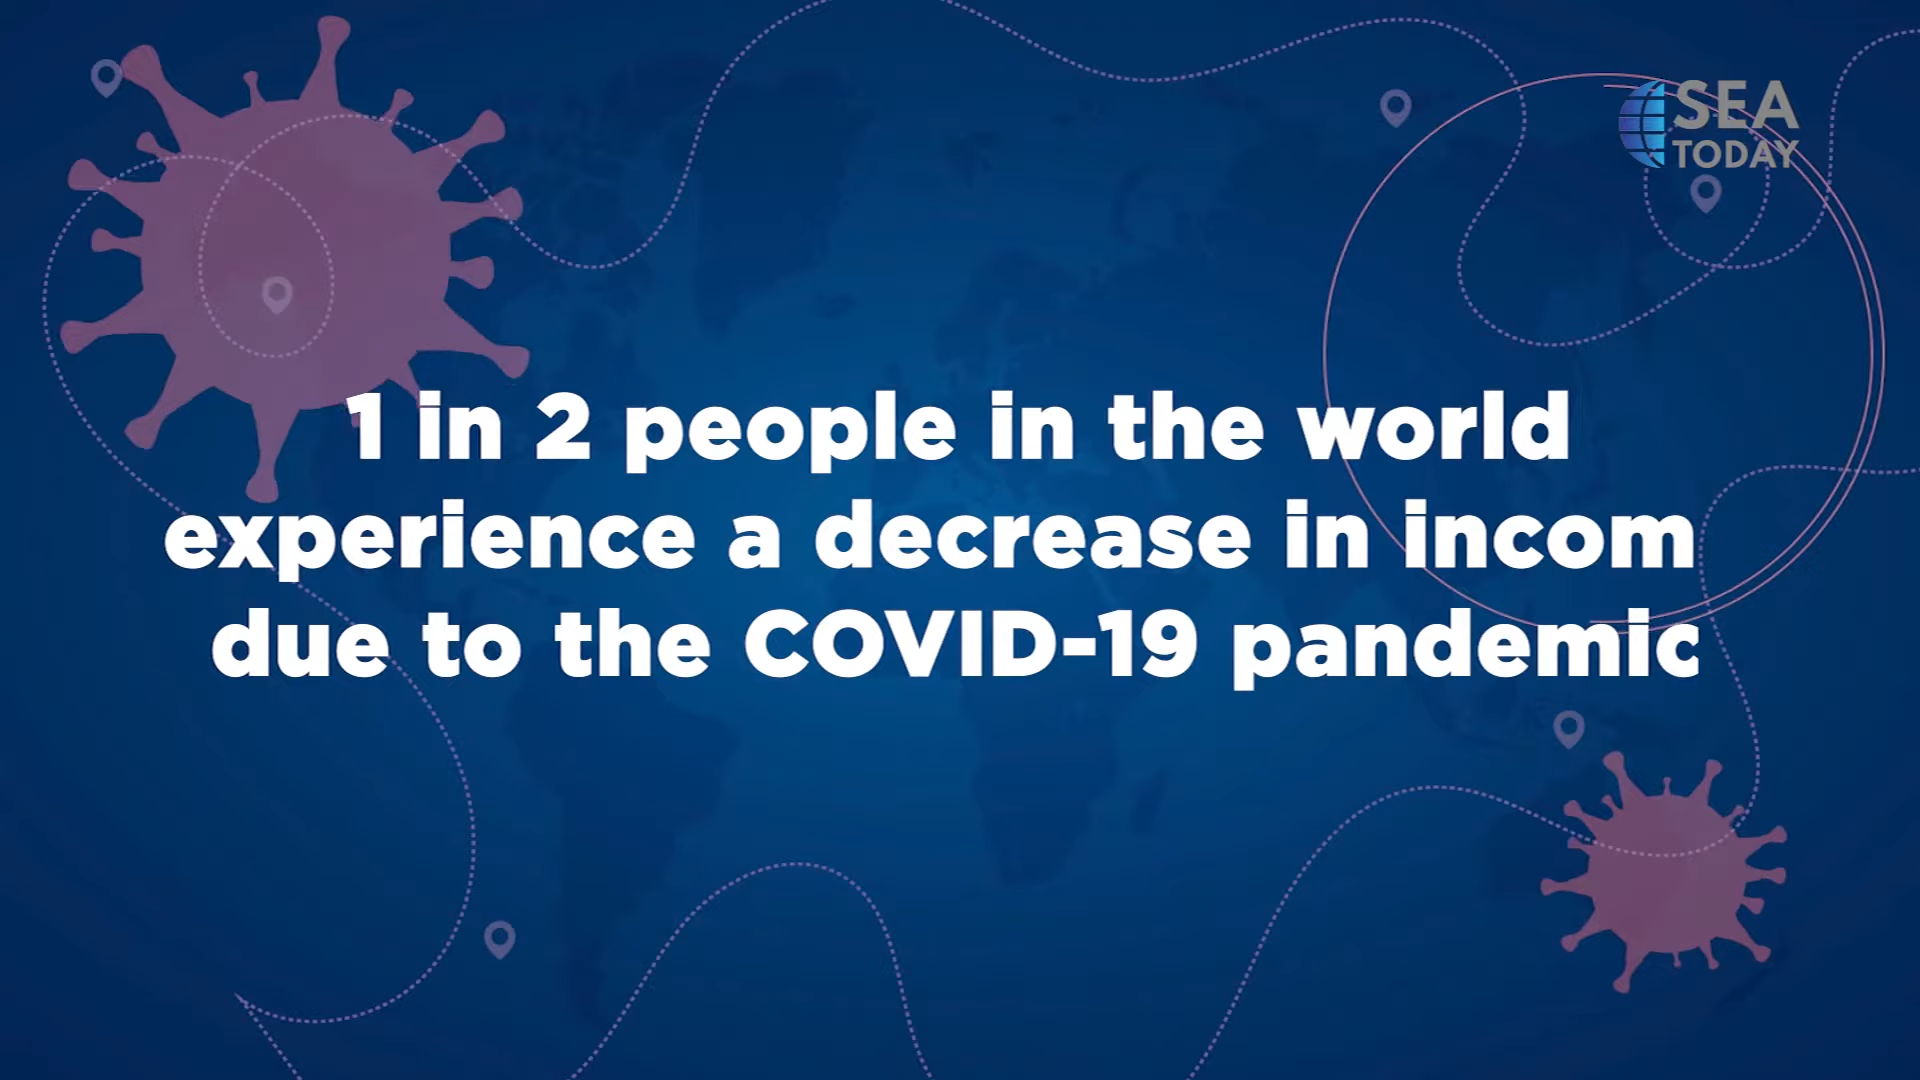 SEA
TODAY
1 in 2 people in the world
experience a decrease in incom
due to the COVID-19 pandemic